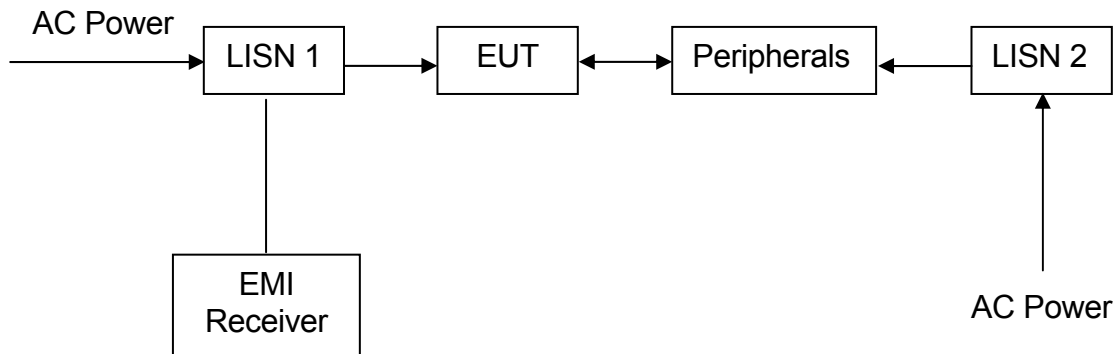 AC Power
LISN 1
EUT
Peripherals
LISN 2
EMI
Receiver
AC Power